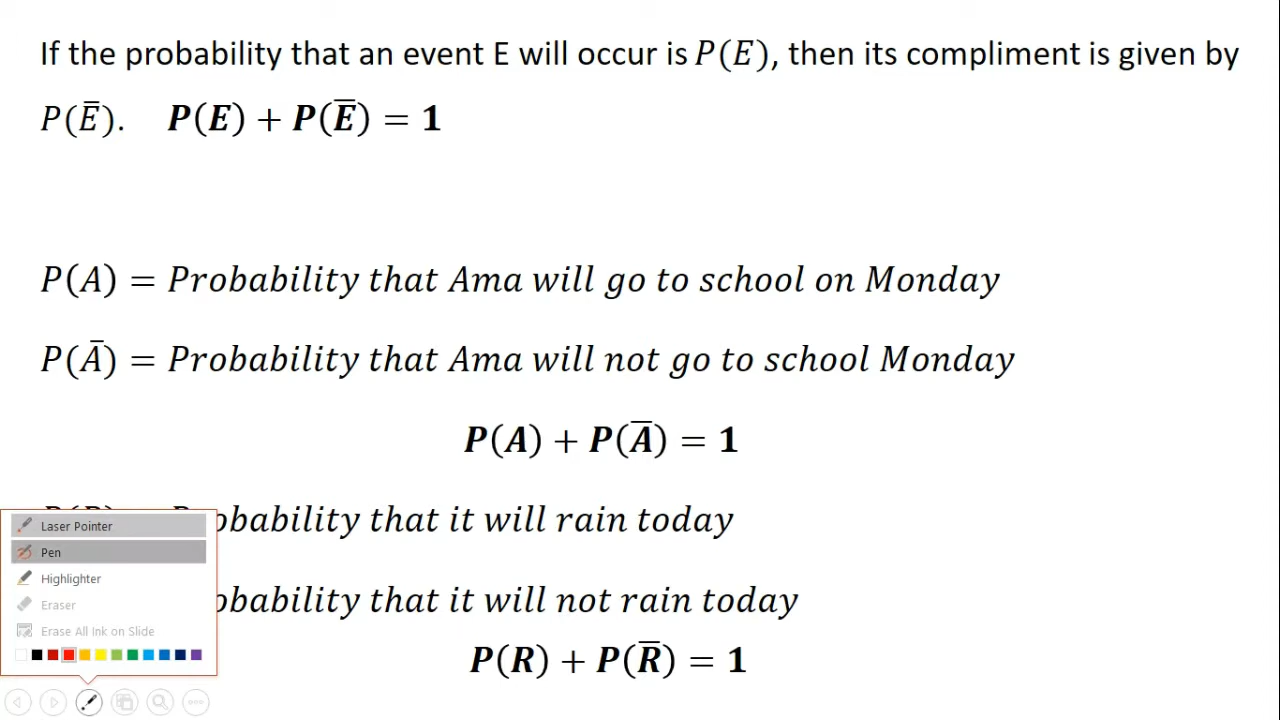 If the probability that an event E will occur is P(E), then its compliment is given by
P(E̅). P(E) + P(E̅) = 1
P(A) = Probability that Ama will go to school on Monday
P(A̅) = Probability that Ama will not go to school Monday
P(A) + P(A̅) = 1
obability that it will rain today
obability that it will not rain today
P(R) + P(R̅) = 1
Laser Pointer
Pen
Highlighter
Eraser
Erase All Ink on Slide